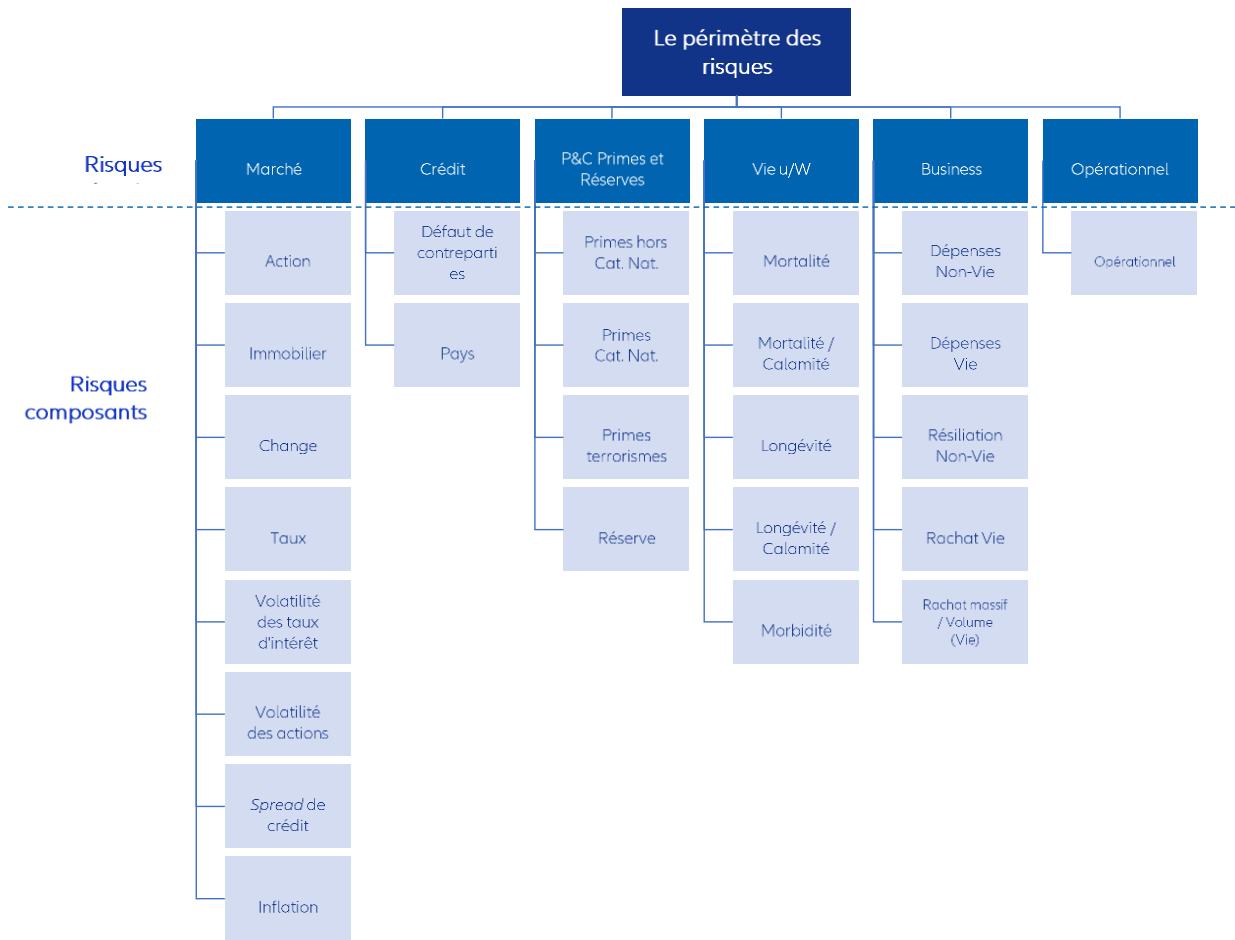 Le périmètre des
risques
Risques
Marché
Crédit
P&C Primes et
Réserves
Vie u/W
Business
Opérationnel
Risques
composants
Action
Immobilier
Change
Taux
Volatilité
des taux
d'intérêt
Volatilité
des actions
Spread de
crédit
Inflation
Défaut de
contreparti
es
Pays
Primes hors
Cat. Nat.
Primes
Cat. Nat.
Primes
terrorismes
Réserve
Mortalité
Mortalité /
Calamité
Longévité
Longévité /
Calamité
Morbidité
Dépenses
Non-Vie
Dépenses
Vie
Résiliation
Non-Vie
Rachat Vie
Rachat massif
/ Volume
(Vie)
Opérationnel